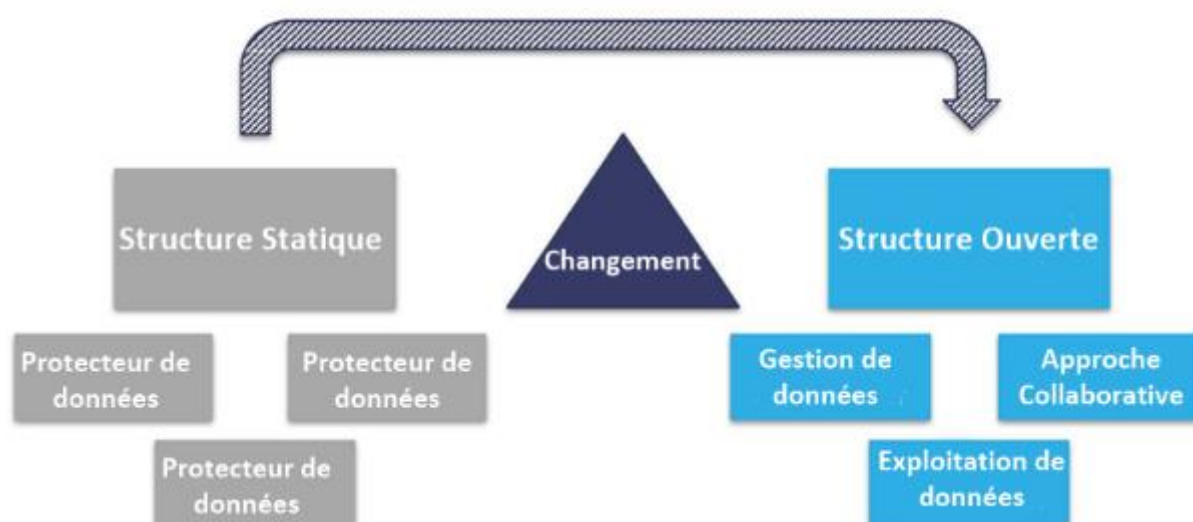 Structure Statique
Changement
Structure Ouverte
Protecteur de
données
Protecteur de
données
Gestion de
données
Approche
Collaborative
Protecteur de
données
Exploitation de
données